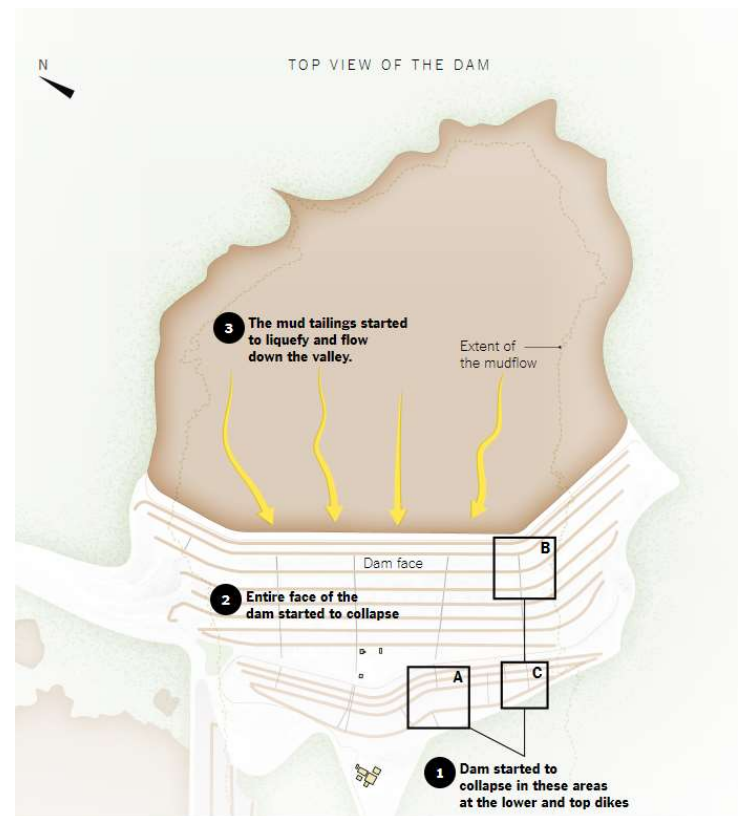 N
TOP VIEW OF THE DAM
3
The mud tailings started
to liquefy and flow
down the valley.
Extent of
the mudflow
B
Dam face
2
Entire face of the
dam started to collapse
A
C
1
Dam started to
collapse in these areas
at the lower and top dikes